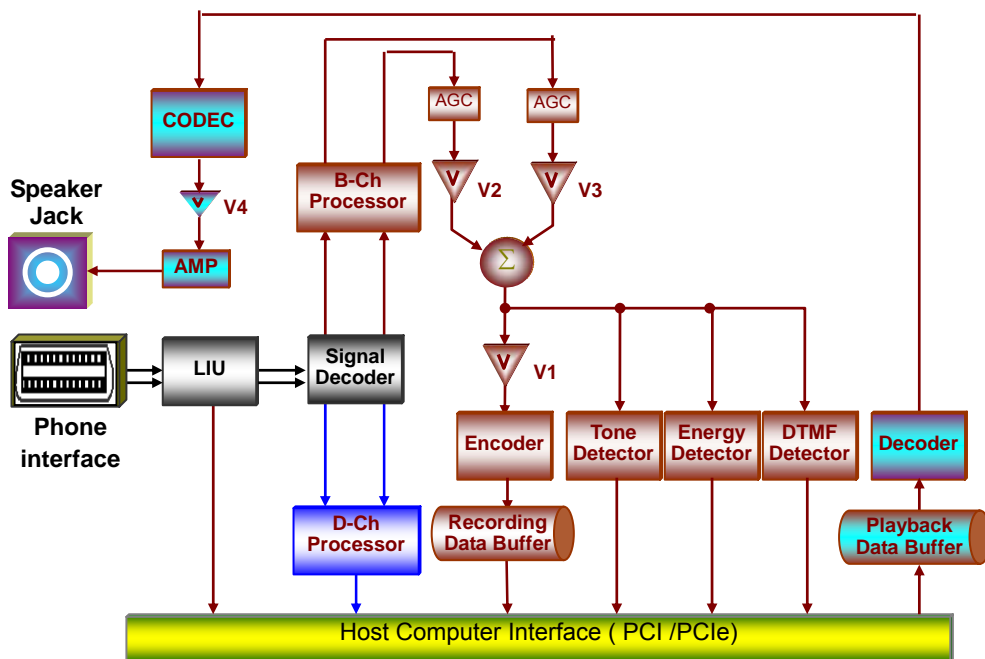 AGC
AGC
CODEC
B-Ch
Processor
V
V2
V
V3
V
V4
Speaker
Jack
AMP
Σ
LIU
Signal
Decoder
V
V1
Phone
interface
Encoder
Tone
Detector
Energy
Detector
DTMF
Detector
Decoder
D-Ch
Processor
Recording
Data Buffer
Playback
Data Buffer
Host Computer Interface ( PCI /PCIe)